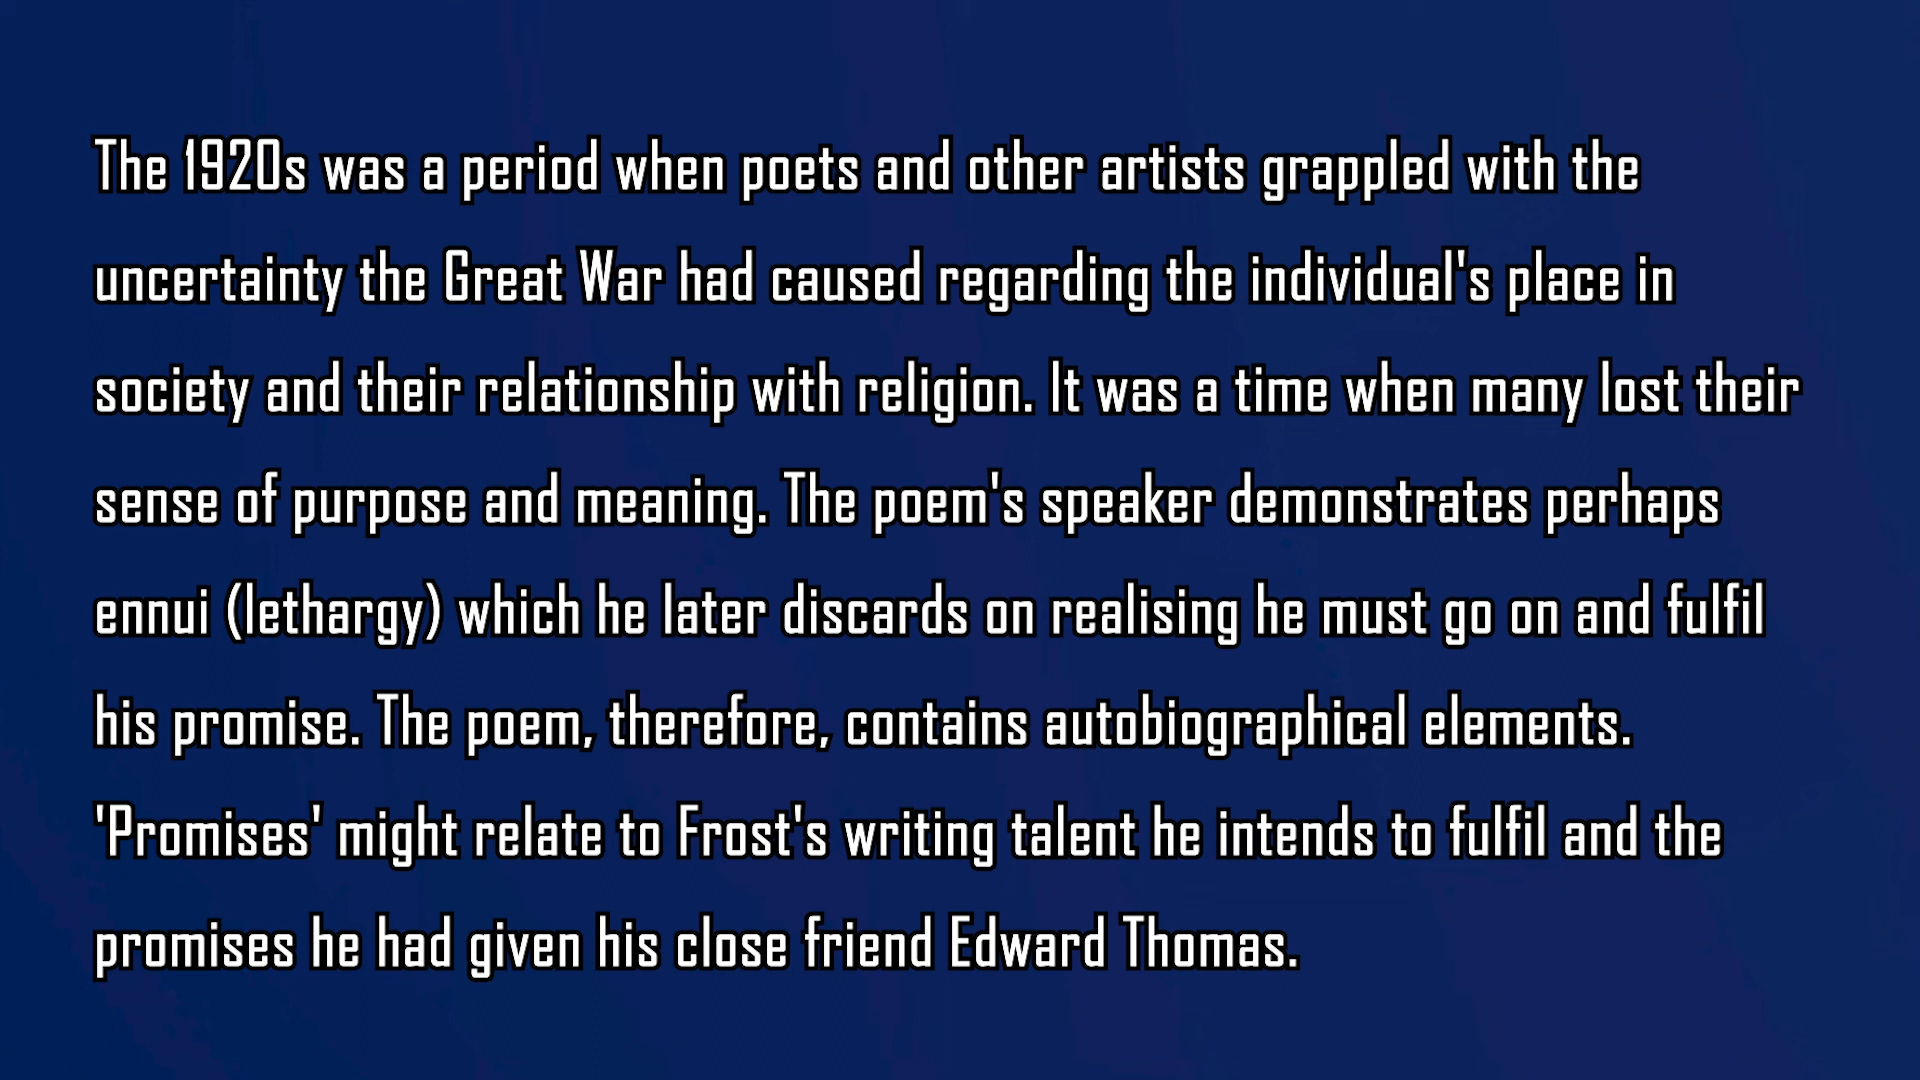 The 1920s was a period when poets and other artists grappled with the
uncertainty the Great War had caused regarding the individual's place in
society and their relationship with religion. It was a time when many lost their
sense of purpose and meaning. The poem's speaker demonstrates perhaps
ennui (lethargy) which he later discards on realising he must go on and fulfil
his promise. The poem, therefore, contains autobiographical elements.
'Promises' might relate to Frost's writing talent he intends to fulfil and the
promises he had given his close friend Edward Thomas.